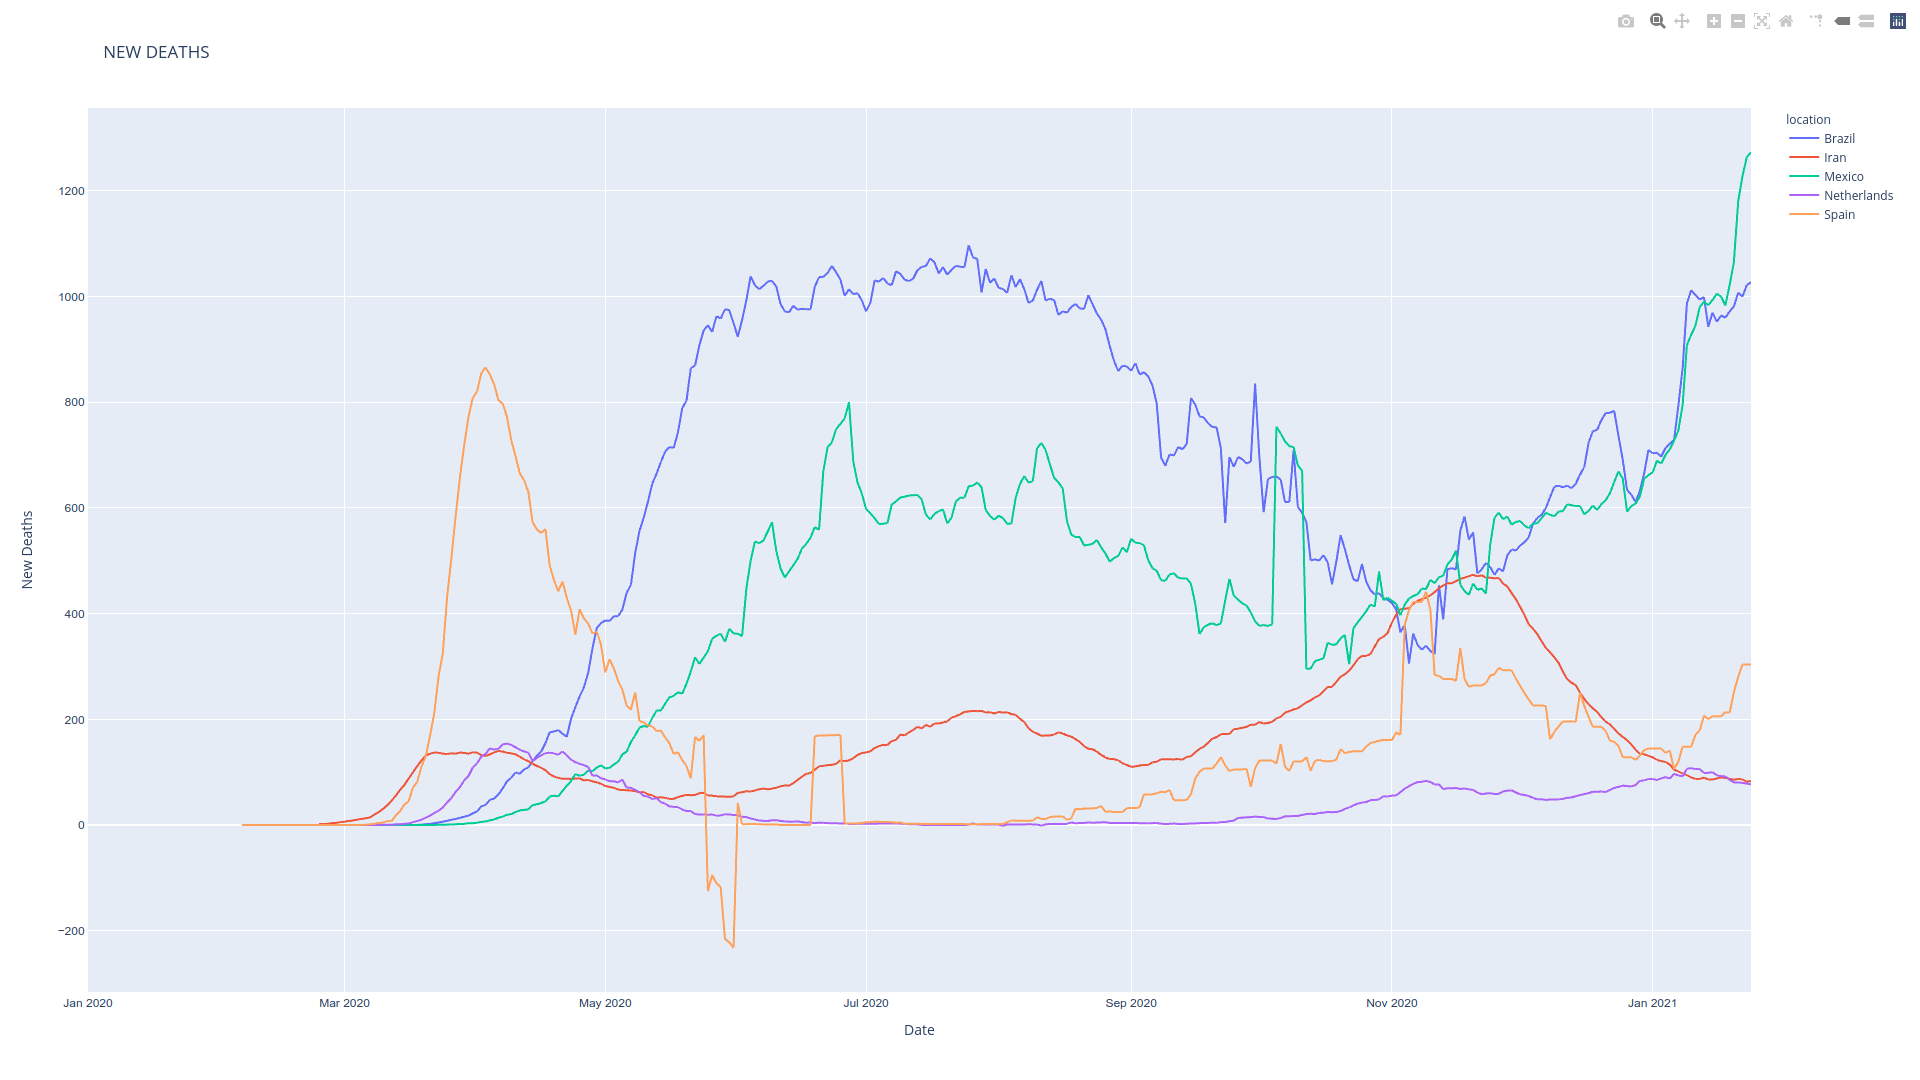 NEW DEATHS
location
Brazil
Iran
Mexico
Netherlands
Spain
New Deaths
1200
1000
800
600
400
200
0
−200
Jan 2020
Mar 2020
May 2020
Jul 2020
Sep 2020
Nov 2020
Jan 2021
Date